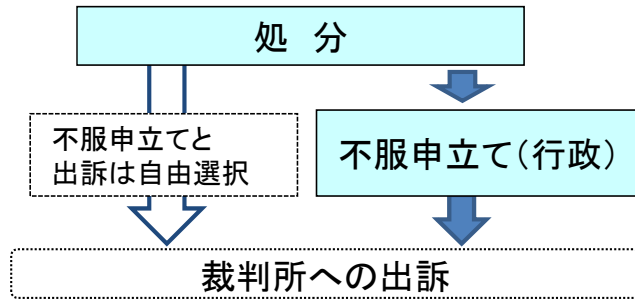 処 分
不服申立てと
出訴は自由選択
不服申立て(行政)
裁判所への出訴